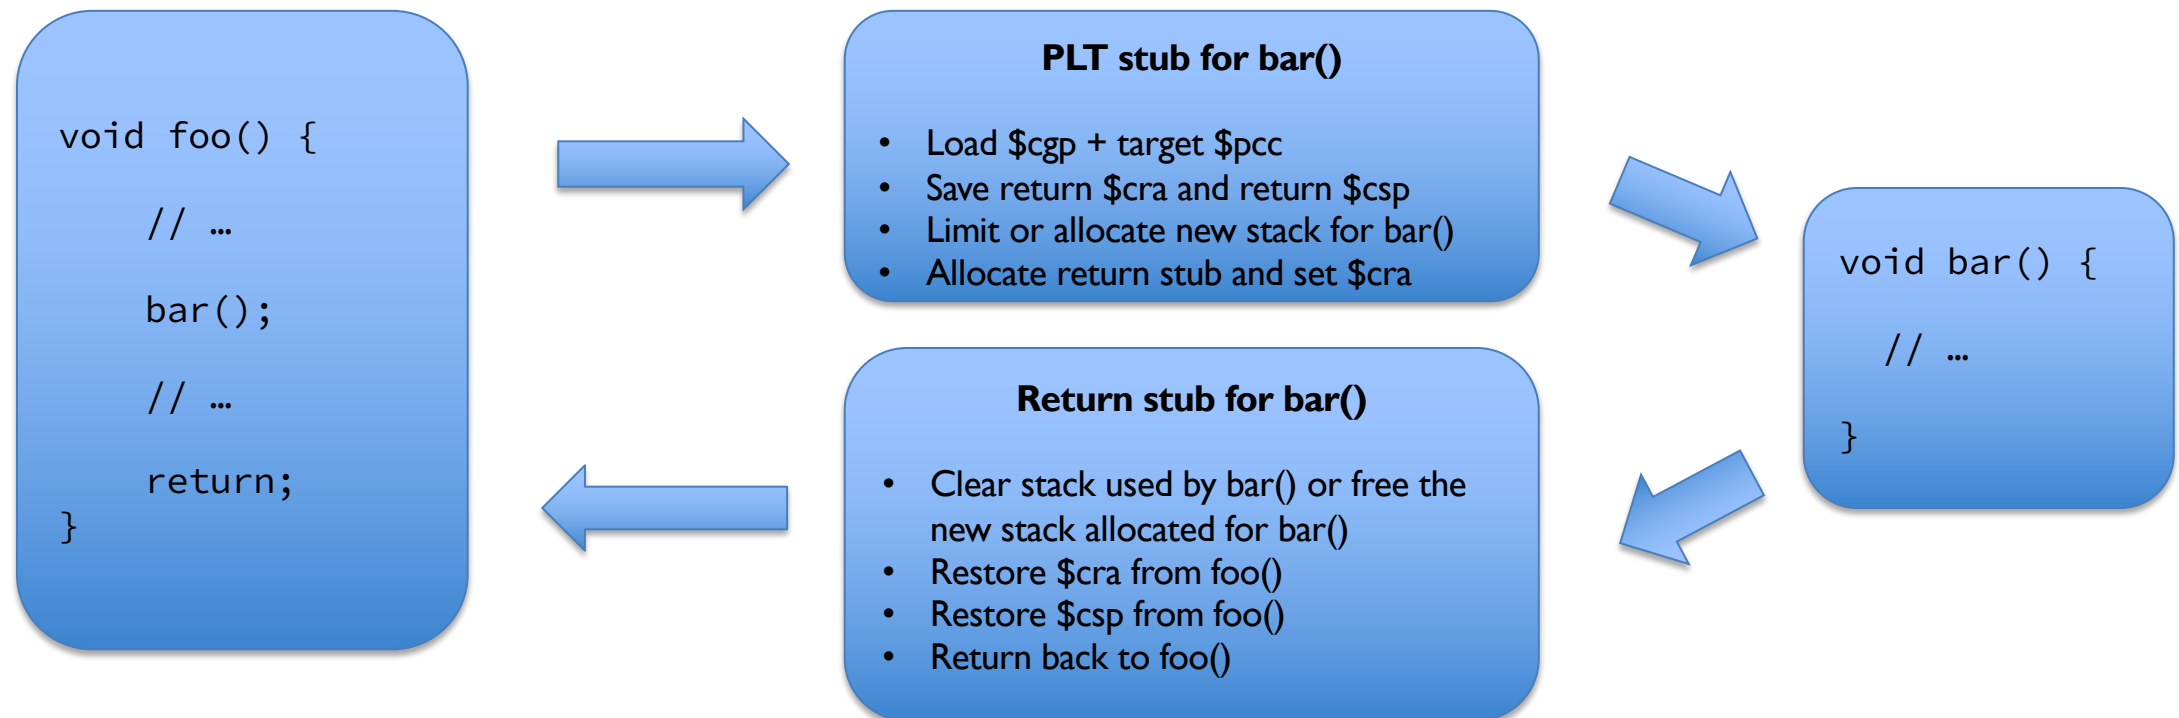 void foo() {
// …
bar();
// …
return;
}
PLT stub for bar()
• Load $cgp + target $pcc
• Save return $cra and return $csp
• Limit or allocate new stack for bar()
• Allocate return stub and set $cra
Return stub for bar()
• Clear stack used by bar() or free the
new stack allocated for bar()
• Restore $cra from foo()
• Restore $csp from foo()
• Return back to foo()
void bar() {
// …
}